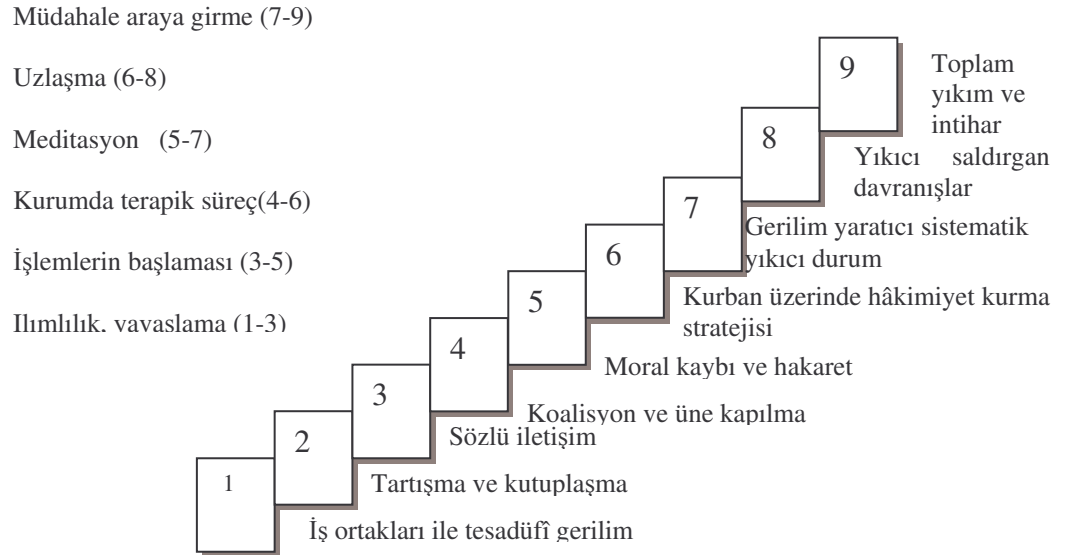 Müdahale araya girme (7-9)
Uzlaşma (6-8)
Meditasyon (5-7)
Kurumda terapik süreç(4-6)
İşlemlerin başlaması (3-5)
Ilımlılık, yavaşlama (1-3)
9
Toplam
yıkım ve
intihar
8
Yıkıcı saldırgan
davranışlar
7
Gerilim yaratıcı sistematik
yıkıcı durum
6
Kurban üzerinde hâkimiyet kurma
stratejisi
5
Moral kaybı ve hakaret
4
Koalisyon ve üne kapılma
3
Sözlü iletişim
2
Tartışma ve kutuplaşma
1
İş ortakları ile tesadüfî gerilim